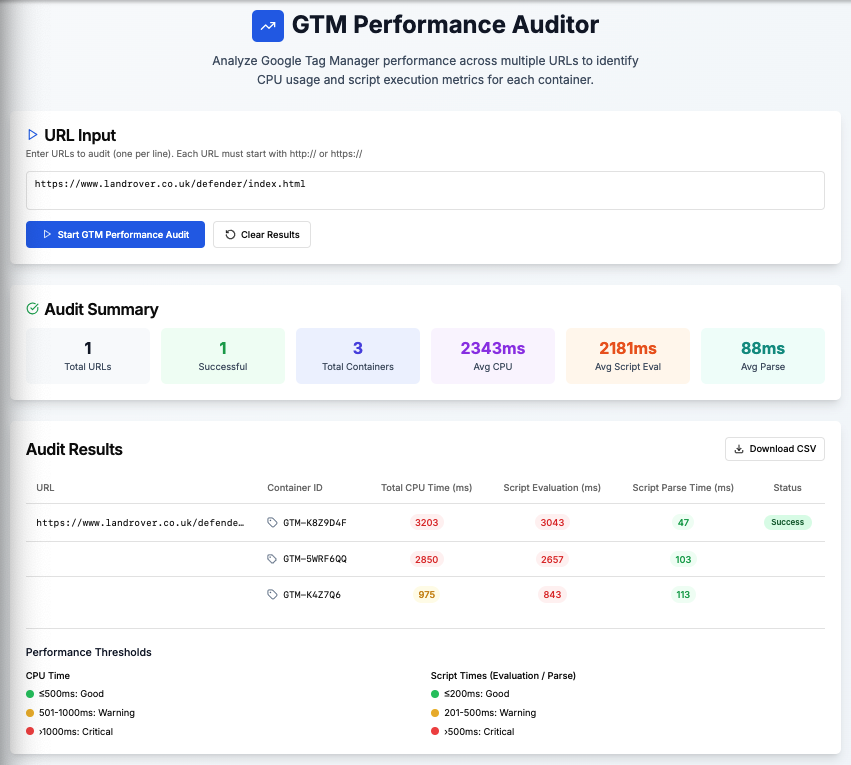 GTM Performance Auditor
Analyze Google Tag Manager performance across multiple URLs to identify
CPU usage and script execution metrics for each container.
URL Input
Enter URLs to audit (one per line). Each URL must start with http:// or https://
https://www.landrover.co.uk/defender/index.html
Start GTM Performance Audit Clear Results
Audit Summary
1 1 3 2343ms 2181ms 88ms
Total URLs Successful Total Containers Avg CPU Avg Script Eval Avg Parse
Audit Results Download CSV
URL Container ID Total CPU Time (ms) Script Evaluation (ms) Script Parse Time (ms) Status
https://www.landrover.co.uk/defende… GTM-K8Z9D4F 3203 3043 47 Success
GTM-5WRF6QQ 2850 2657 103
GTM-K4Z7Q6 975 843 113
Performance Thresholds
CPU Time Script Times (Evaluation / Parse)
≤500ms: Good ≤200ms: Good
501-1000ms: Warning 201-500ms: Warning
>1000ms: Critical >500ms: Critical